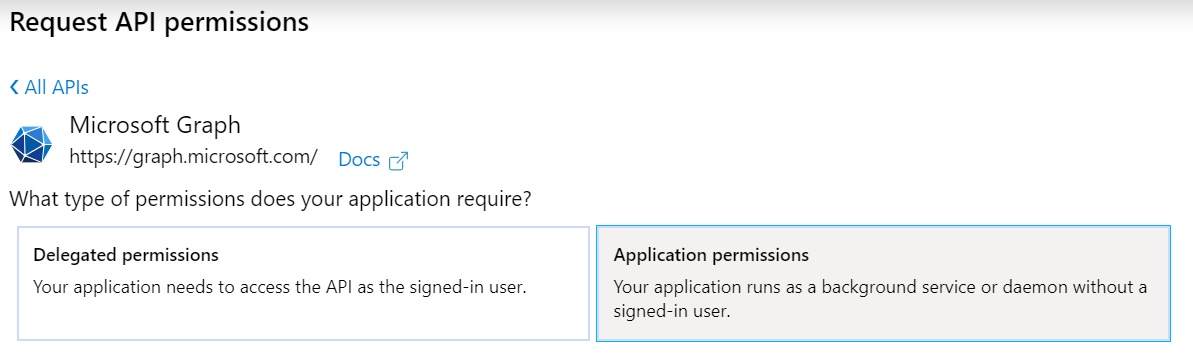 Request API permissions
All APIs
Microsoft Graph
https://graph.microsoft.com/ Docs
What type of permissions does your application require?
Delegated permissions
Your application needs to access the API as the signed-in user.
Application permissions
Your application runs as a background service or daemon without a
signed-in user.